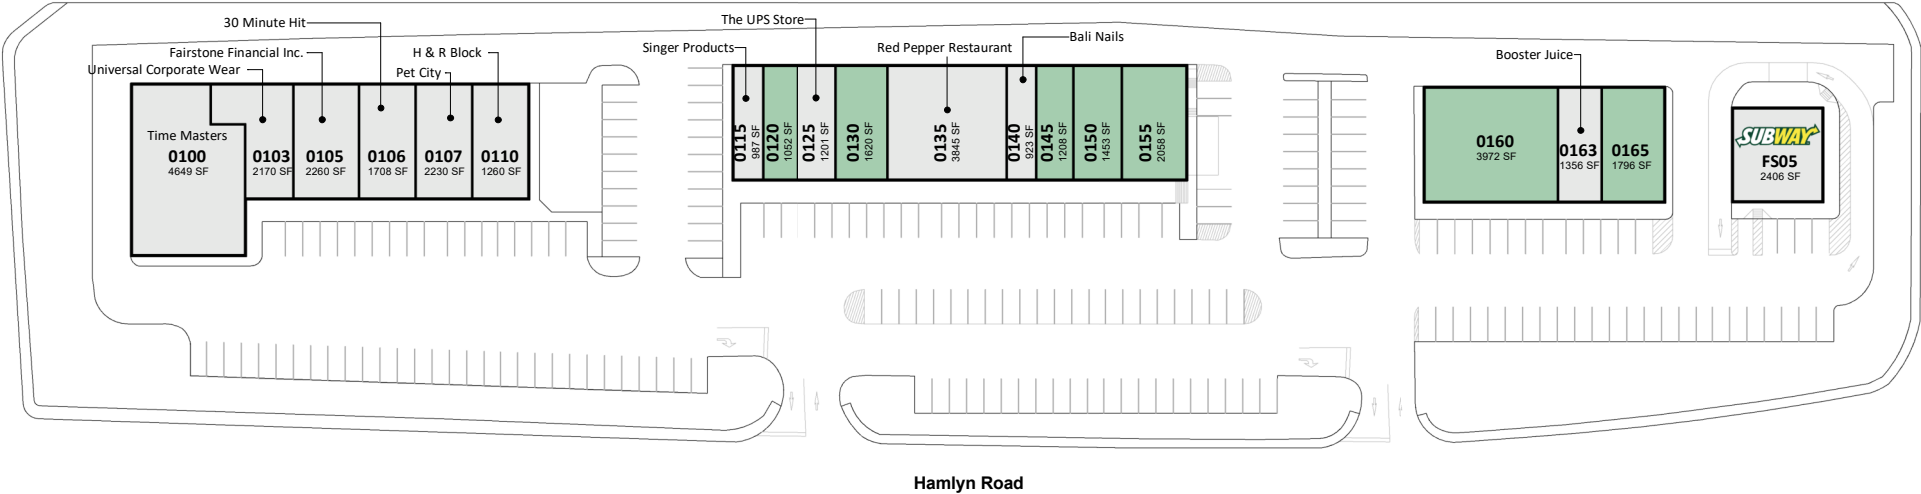 30 Minute Hit
Fairstone Financial Inc.
H & R Block
Universal Corporate Wear
Pet City
Time Masters
0100
4649 SF
0103
2170 SF
0105
2260 SF
0106
1708 SF
0107
2230 SF
0110
1260 SF
The UPS Store
Singer Products
Red Pepper Restaurant
Bali Nails
0115
987 SF
0120
1052 SF
0125
1201 SF
0130
1620 SF
0135
3845 SF
0140
923 SF
0145
1208 SF
0150
1453 SF
0155
2058 SF
Booster Juice
0160
3972 SF
0163
1356 SF
0165
1796 SF
SUBWAY
FS05
2406 SF
Hamlyn Road